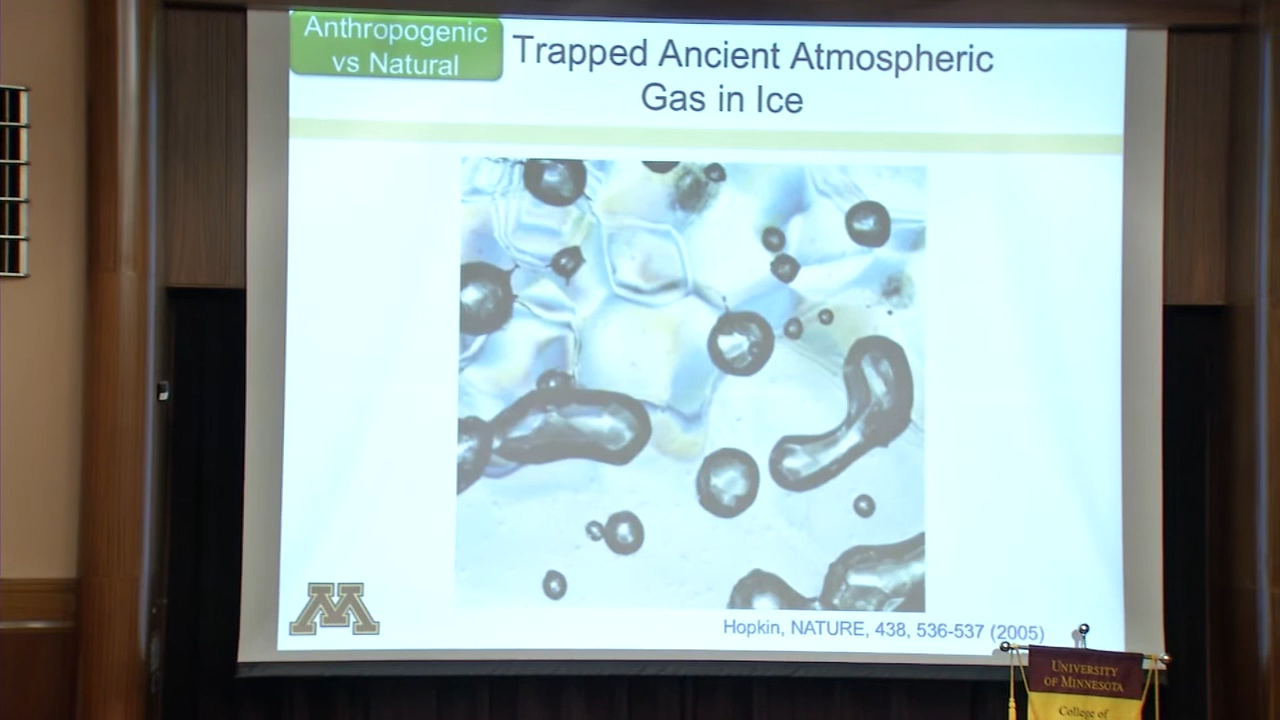 Anthropogenic
vs Natural
Trapped Ancient Atmospheric
Gas in Ice
M
Hopkin, NATURE, 438, 536-537 (2005)
UNIVERSITY
OF MINNESOTA
College of